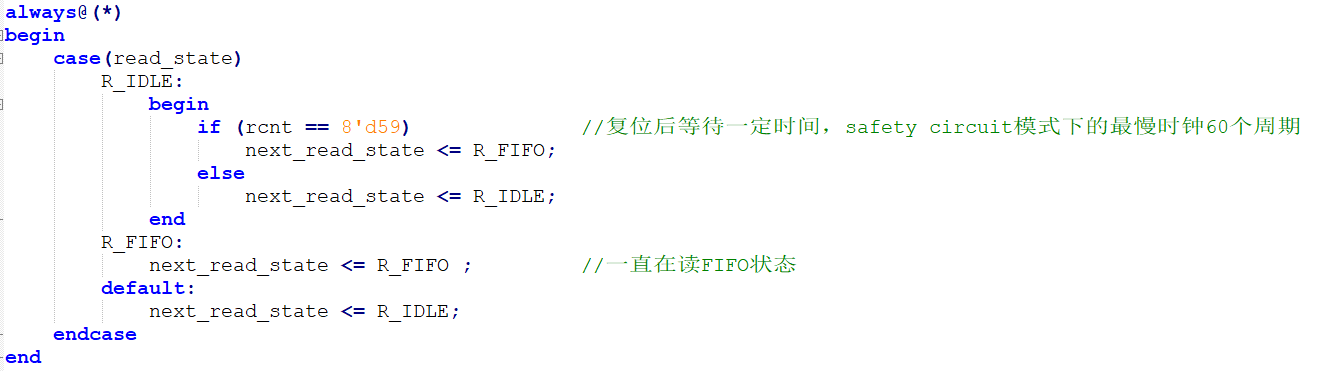 always@(*)
begin
    case(read_state)
        R_IDLE:
            begin
                if (rcnt == 8'd59)              //复位后等待一定时间，safety circuit模式下的最慢时钟60个周期
                    next_read_state <= R_FIFO;
                else
                    next_read_state <= R_IDLE;
            end
        R_FIFO:
            next_read_state <= R_FIFO ;         //一直在读FIFO状态
        default:
            next_read_state <= R_IDLE;
    endcase
end